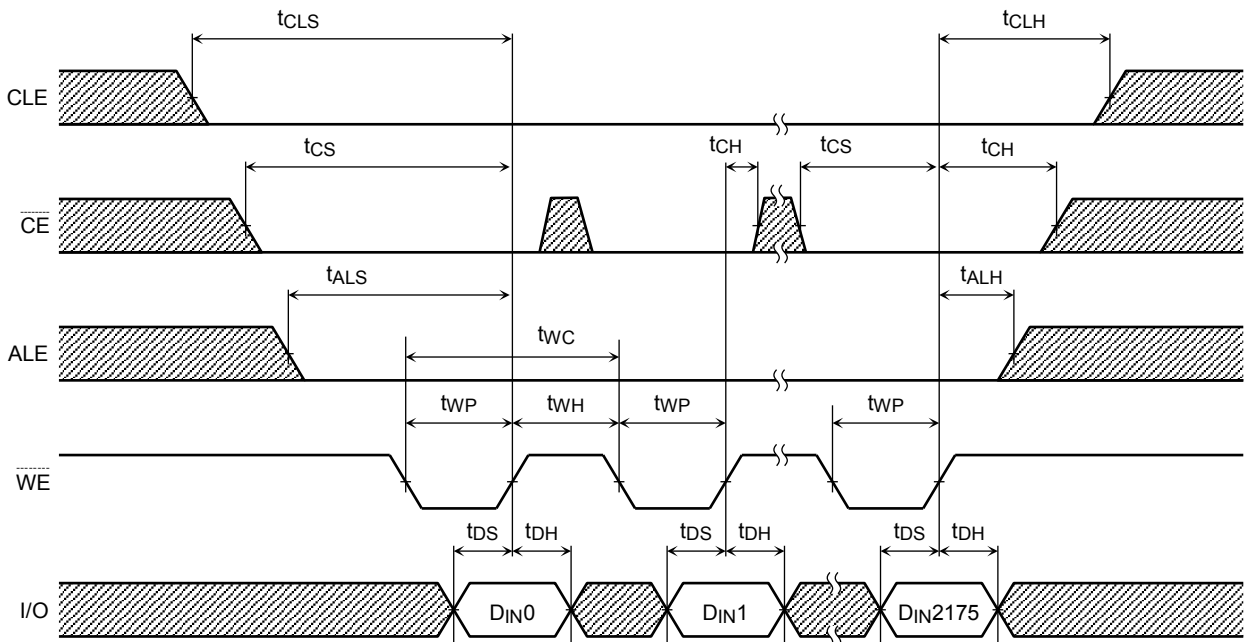 tCLS tCLH
CLE
tCS tCH tCS tCH
CE
tALS tALH
ALE
tWC
tWP tWH tWP tWP
WE
tDS tDH tDS tDH tDS tDH
I/O DIN0 DIN1 DIN2175